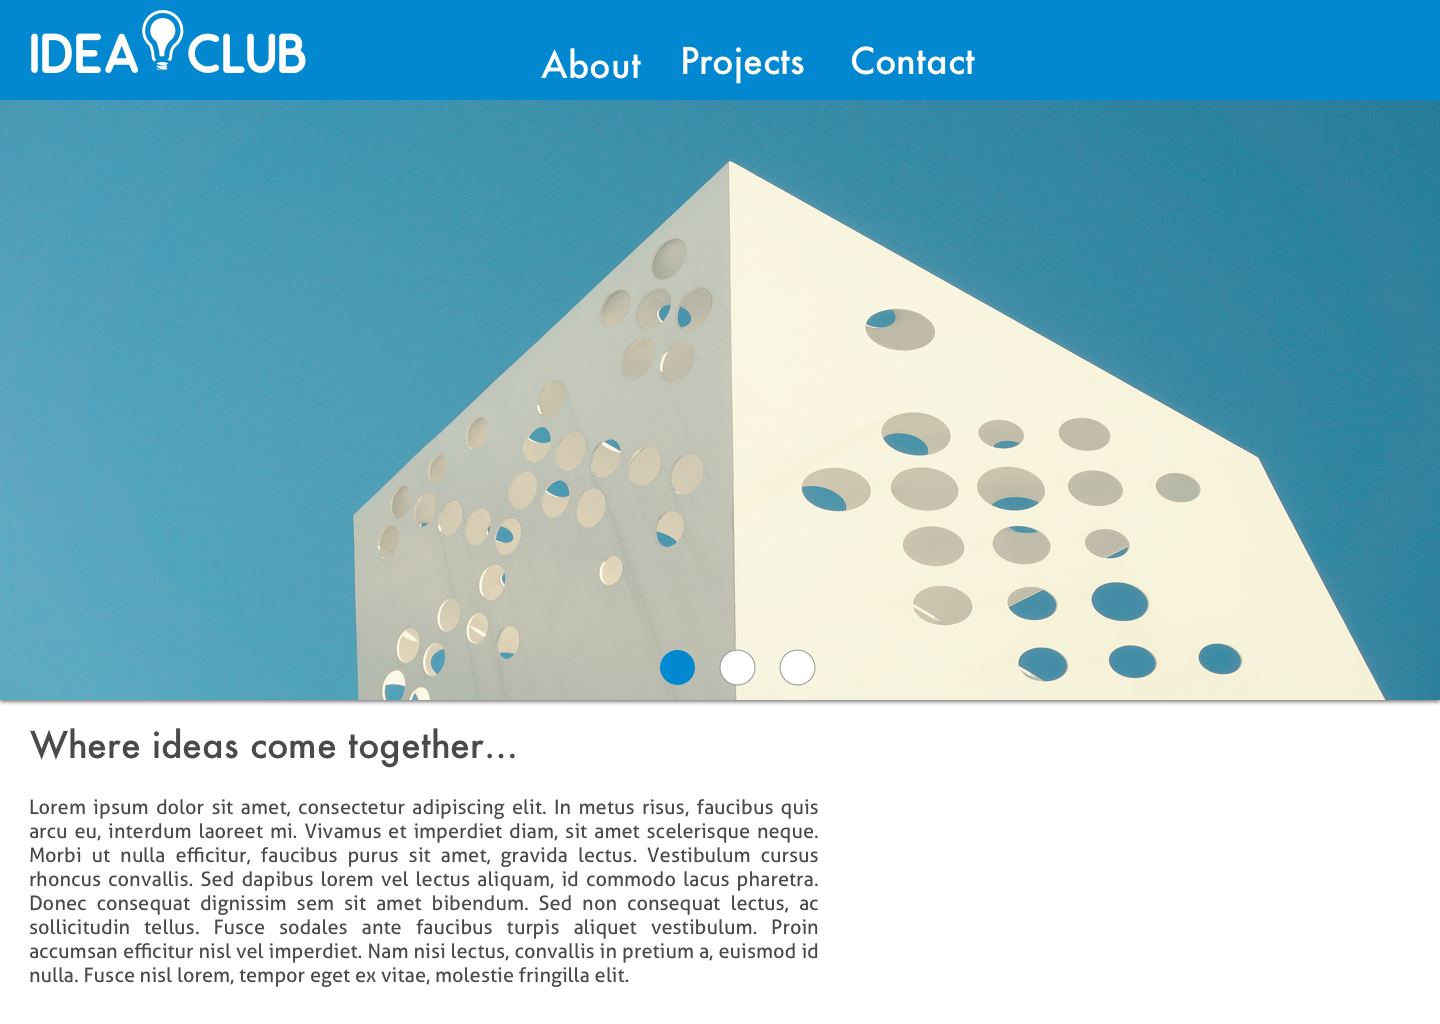 IDEA CLUB
About Projects Contact
Where ideas come together...
Lorem ipsum dolor sit amet, consectetur adipiscing elit. In metus risus, faucibus quis
arcu eu, interdum laoreet mi. Vivamus et imperdiet diam, sit amet scelerisque neque.
Morbi ut nulla efficitur, faucibus purus sit amet, gravida lectus. Vestibulum cursus
rhoncus convallis. Sed dapibus lorem vel lectus aliquam, id commodo lacus pharetra.
Donec consequat dignissim sem sit amet bibendum. Sed non consequat lectus, ac
sollicitudin tellus. Fusce sodales ante faucibus turpis aliquet vestibulum. Proin
accumsan efficitur nisl vel imperdiet. Nam nisi lectus, convallis in pretium a, euismod id
nulla. Fusce nisl lorem, tempor eget ex vitae, molestie fringilla elit.